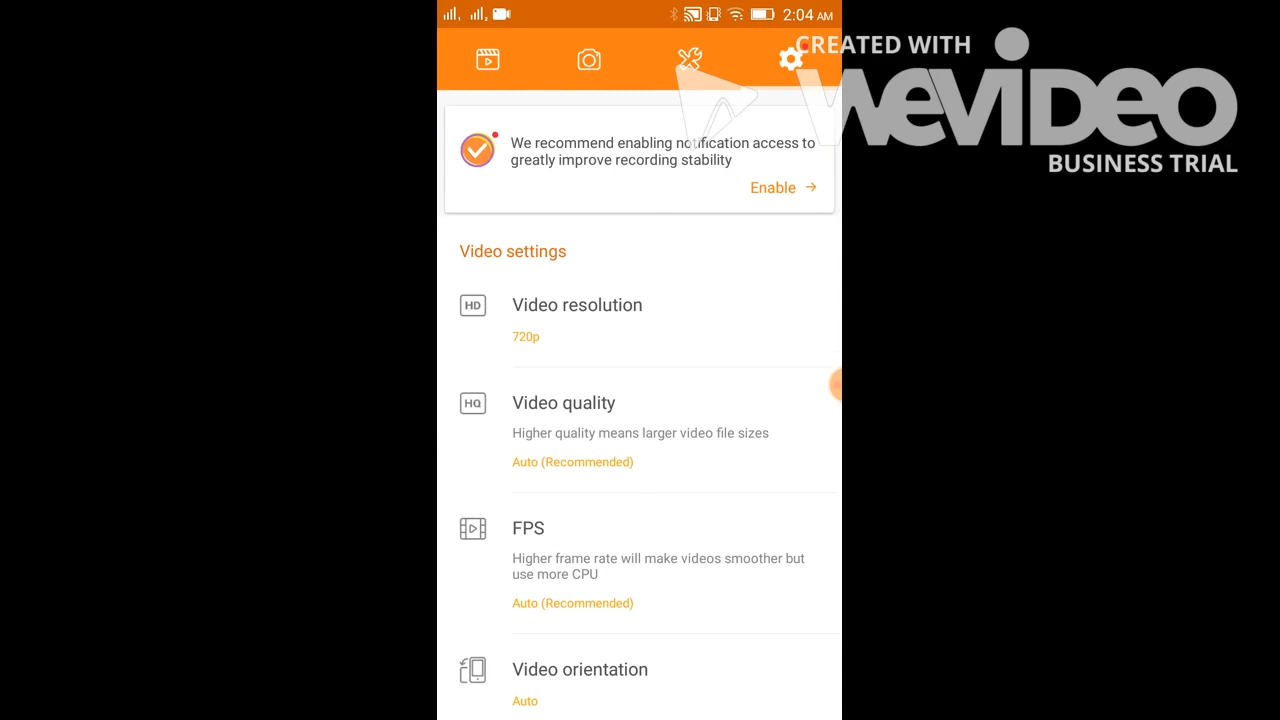 2:04 AM
CREATED WITH
WEVIDEO
BUSINESS TRIAL
We recommend enabling notification access to
greatly improve recording stability
Enable
Video settings
HD
Video resolution
720p
HQ
Video quality
Higher quality means larger video file sizes
Auto (Recommended)
FPS
Higher frame rate will make videos smoother but
use more CPU
Auto (Recommended)
Video orientation
Auto